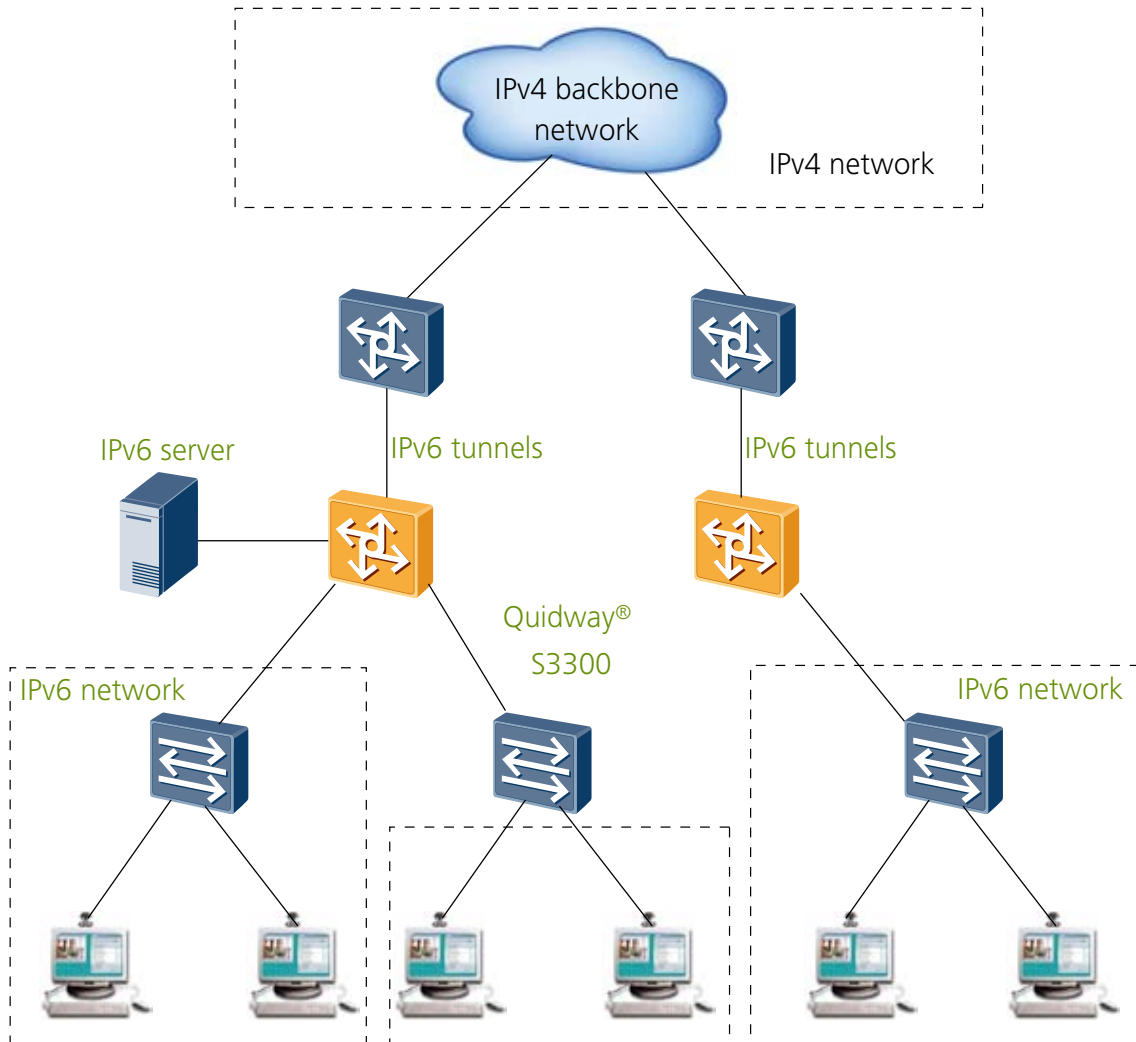 IPv4 backbone
network
IPv4 network
IPv6 server
IPv6 tunnels
IPv6 tunnels
Quidway®
S3300
IPv6 network
IPv6 network